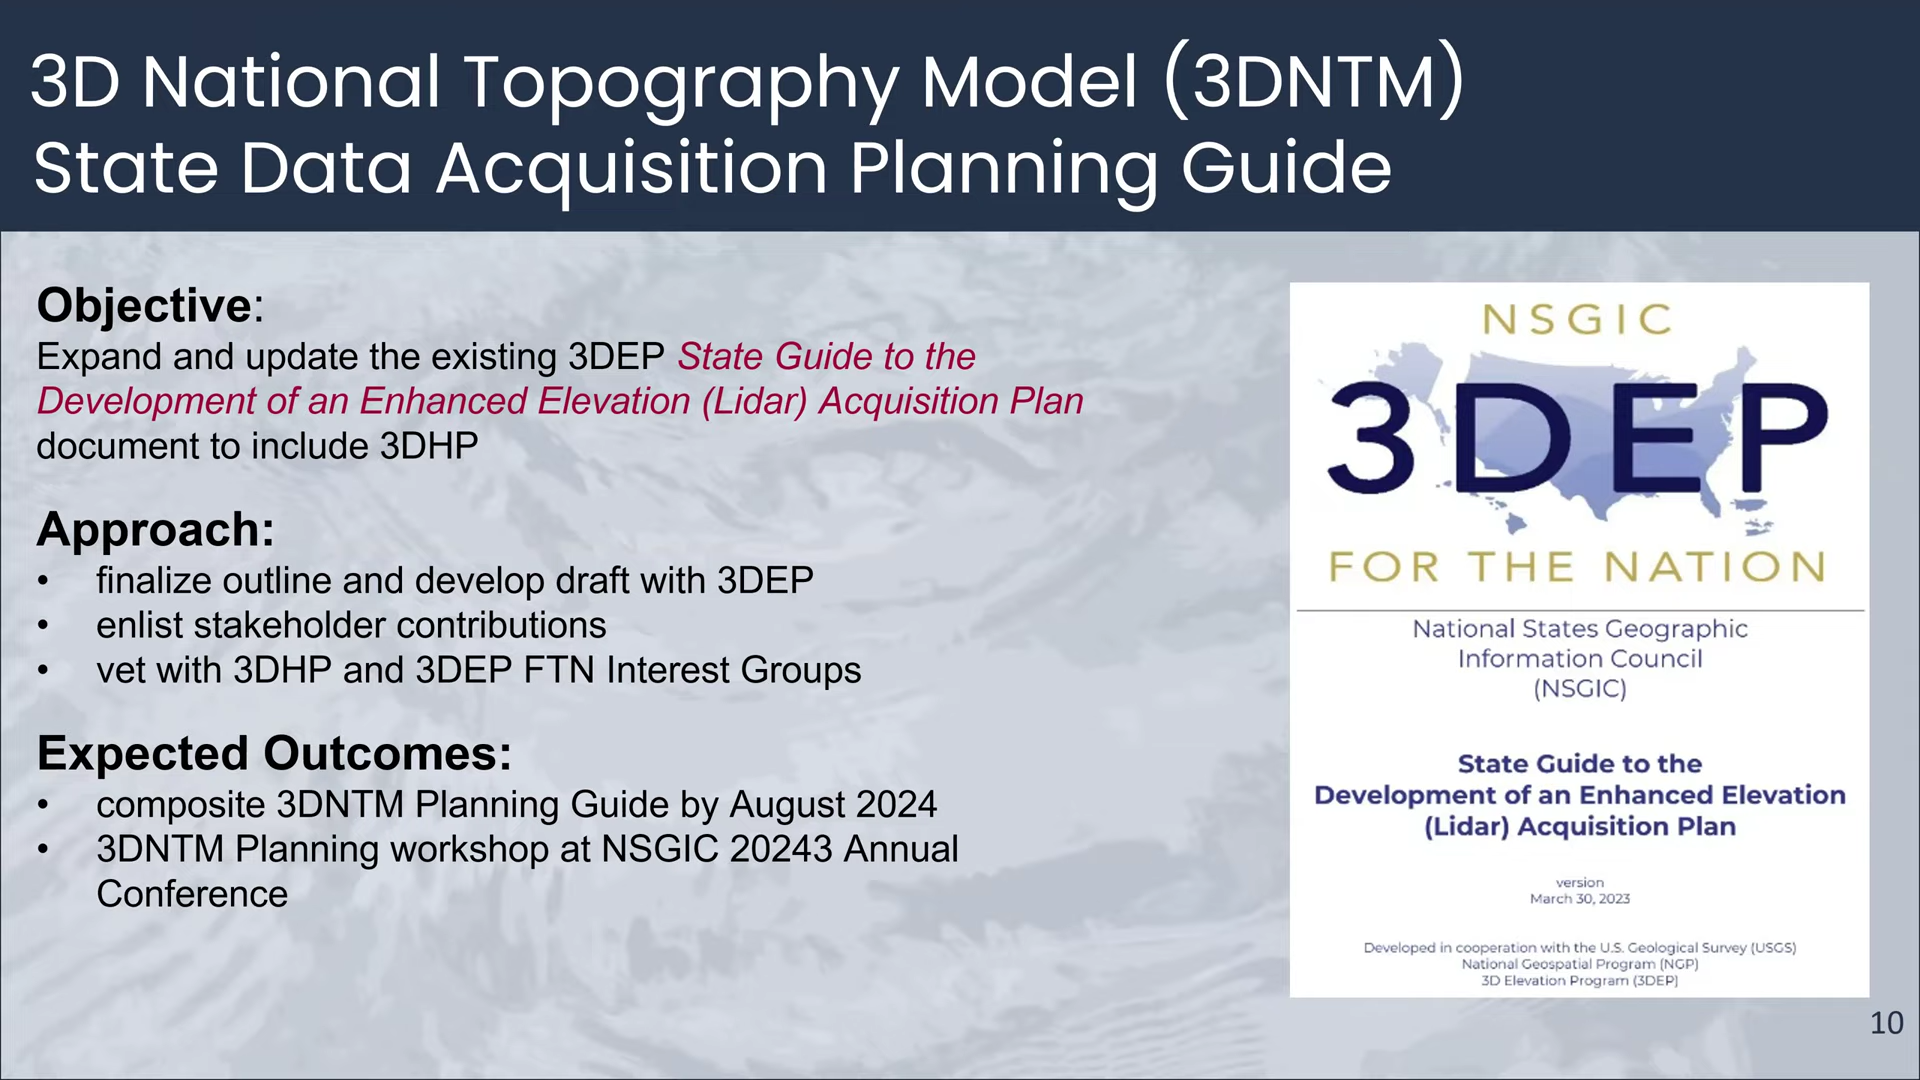 3D National Topography Model (3DNTM)
State Data Acquisition Planning Guide
Objective:
Expand and update the existing 3DEP State Guide to the
Development of an Enhanced Elevation (Lidar) Acquisition Plan
document to include 3DHP
Approach:
• finalize outline and develop draft with 3DEP
• enlist stakeholder contributions
• vet with 3DHP and 3DEP FTN Interest Groups
Expected Outcomes:
• composite 3DNTM Planning Guide by August 2024
• 3DNTM Planning workshop at NSGIC 20243 Annual
Conference
NSGIC
3DEP
FOR THE NATION
National States Geographic
Information Council
(NSGIC)
State Guide to the
Development of an Enhanced Elevation
(Lidar) Acquisition Plan
version
March 30, 2023
Developed in cooperation with the U.S. Geological Survey (USGS)
National Geospatial Program (NGP)
3D Elevation Program (3DEP)
10